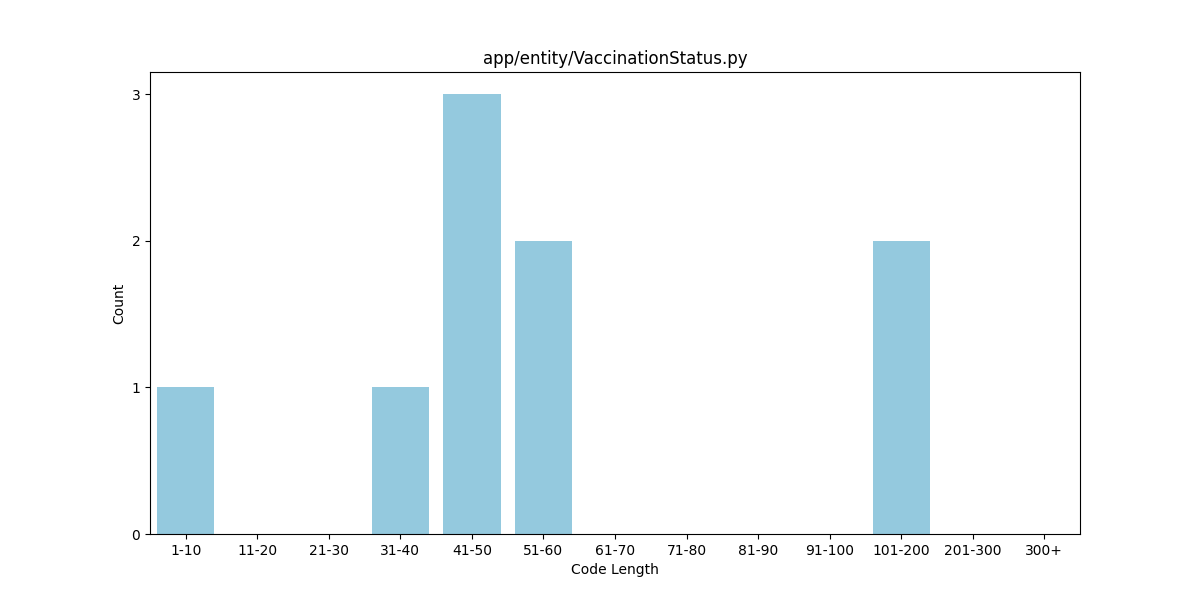 app/entity/VaccinationStatus.py
3
2
1
0
Count
1-10 11-20 21-30 31-40 41-50 51-60 61-70 71-80 81-90 91-100 101-200 201-300 300+
Code Length